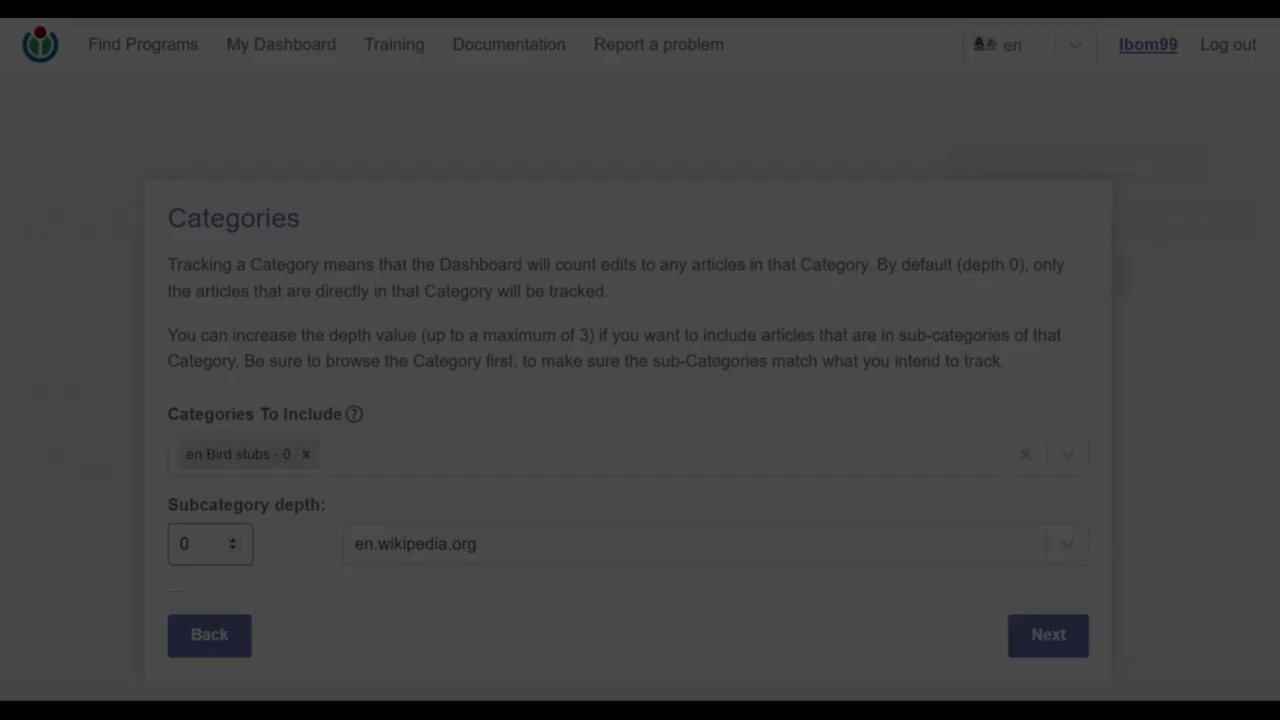 Find Programs My Dashboard Training Documentation Report a problem en Ibom99 Log out
Categories
Tracking a Category means that the Dashboard will count edits to any articles in that Category. By default (depth 0), only
the articles that are directly in that Category will be tracked.
You can increase the depth value (up to a maximum of 3) if you want to include articles that are in sub-categories of that
Category. Be sure to browse the Category first, to make sure the sub-Categories match what you intend to track.
Categories To Include ?
en Bird stubs - 0 ×
Subcategory depth:
0 en.wikipedia.org
Back Next